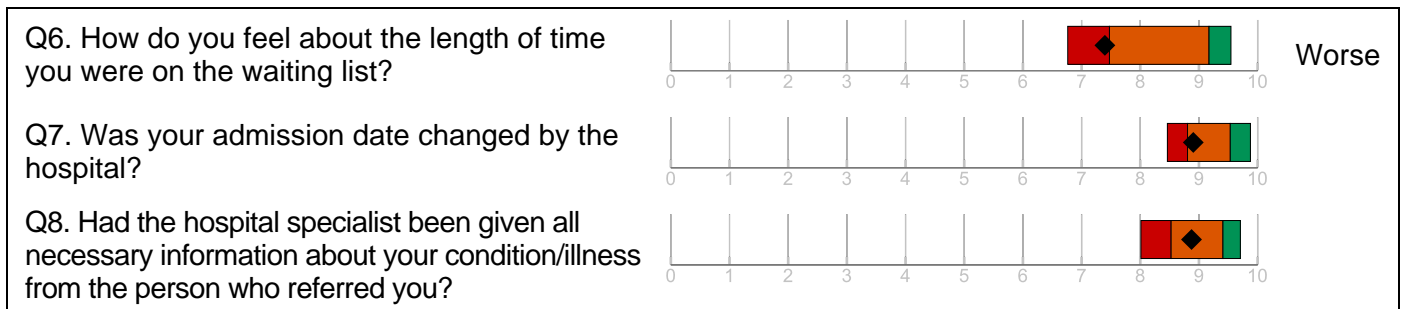 Q6. How do you feel about the length of time
you were on the waiting list?
Worse
0 1 2 3 4 5 6 7 8 9 10
Q7. Was your admission date changed by the
hospital?
0 1 2 3 4 5 6 7 8 9 10
Q8. Had the hospital specialist been given all
necessary information about your condition/illness
from the person who referred you?
0 1 2 3 4 5 6 7 8 9 10